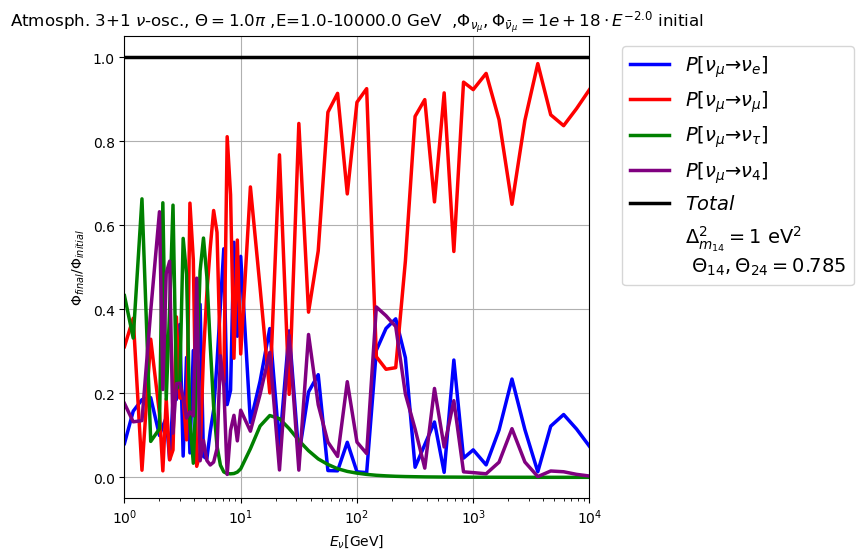 Atmosph. 3+1 ν-osc., Θ = 1.0π ,E=1.0-10000.0 GeV ,Φ_{ν_μ}, Φ_{ν̄_μ} = 1e + 18 · E^{−2.0} initial
1.0
0.8
0.6
0.4
0.2
0.0
Φ_{final}/Φ_{initial}
10^0 10^1 10^2 10^3 10^4
E_ν[GeV]
P[ν_μ→ν_e]
P[ν_μ→ν_μ]
P[ν_μ→ν_τ]
P[ν_μ→ν_4]
Total
Δ^2_{m_{14}} = 1 eV^2
Θ_{14}, Θ_{24} = 0.785